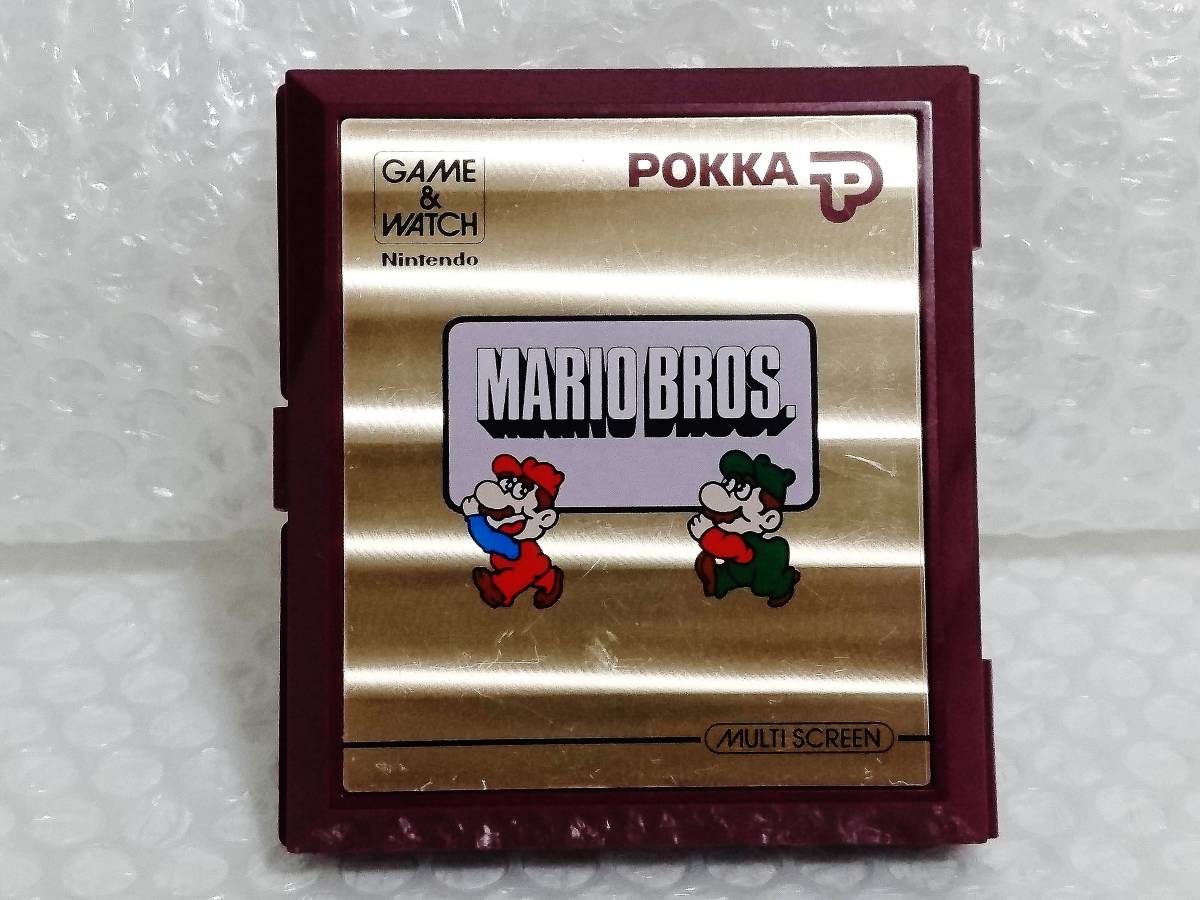 GAME
&
WATCH
Nintendo
POKKA P
MARIO BROS.
MULTI SCREEN